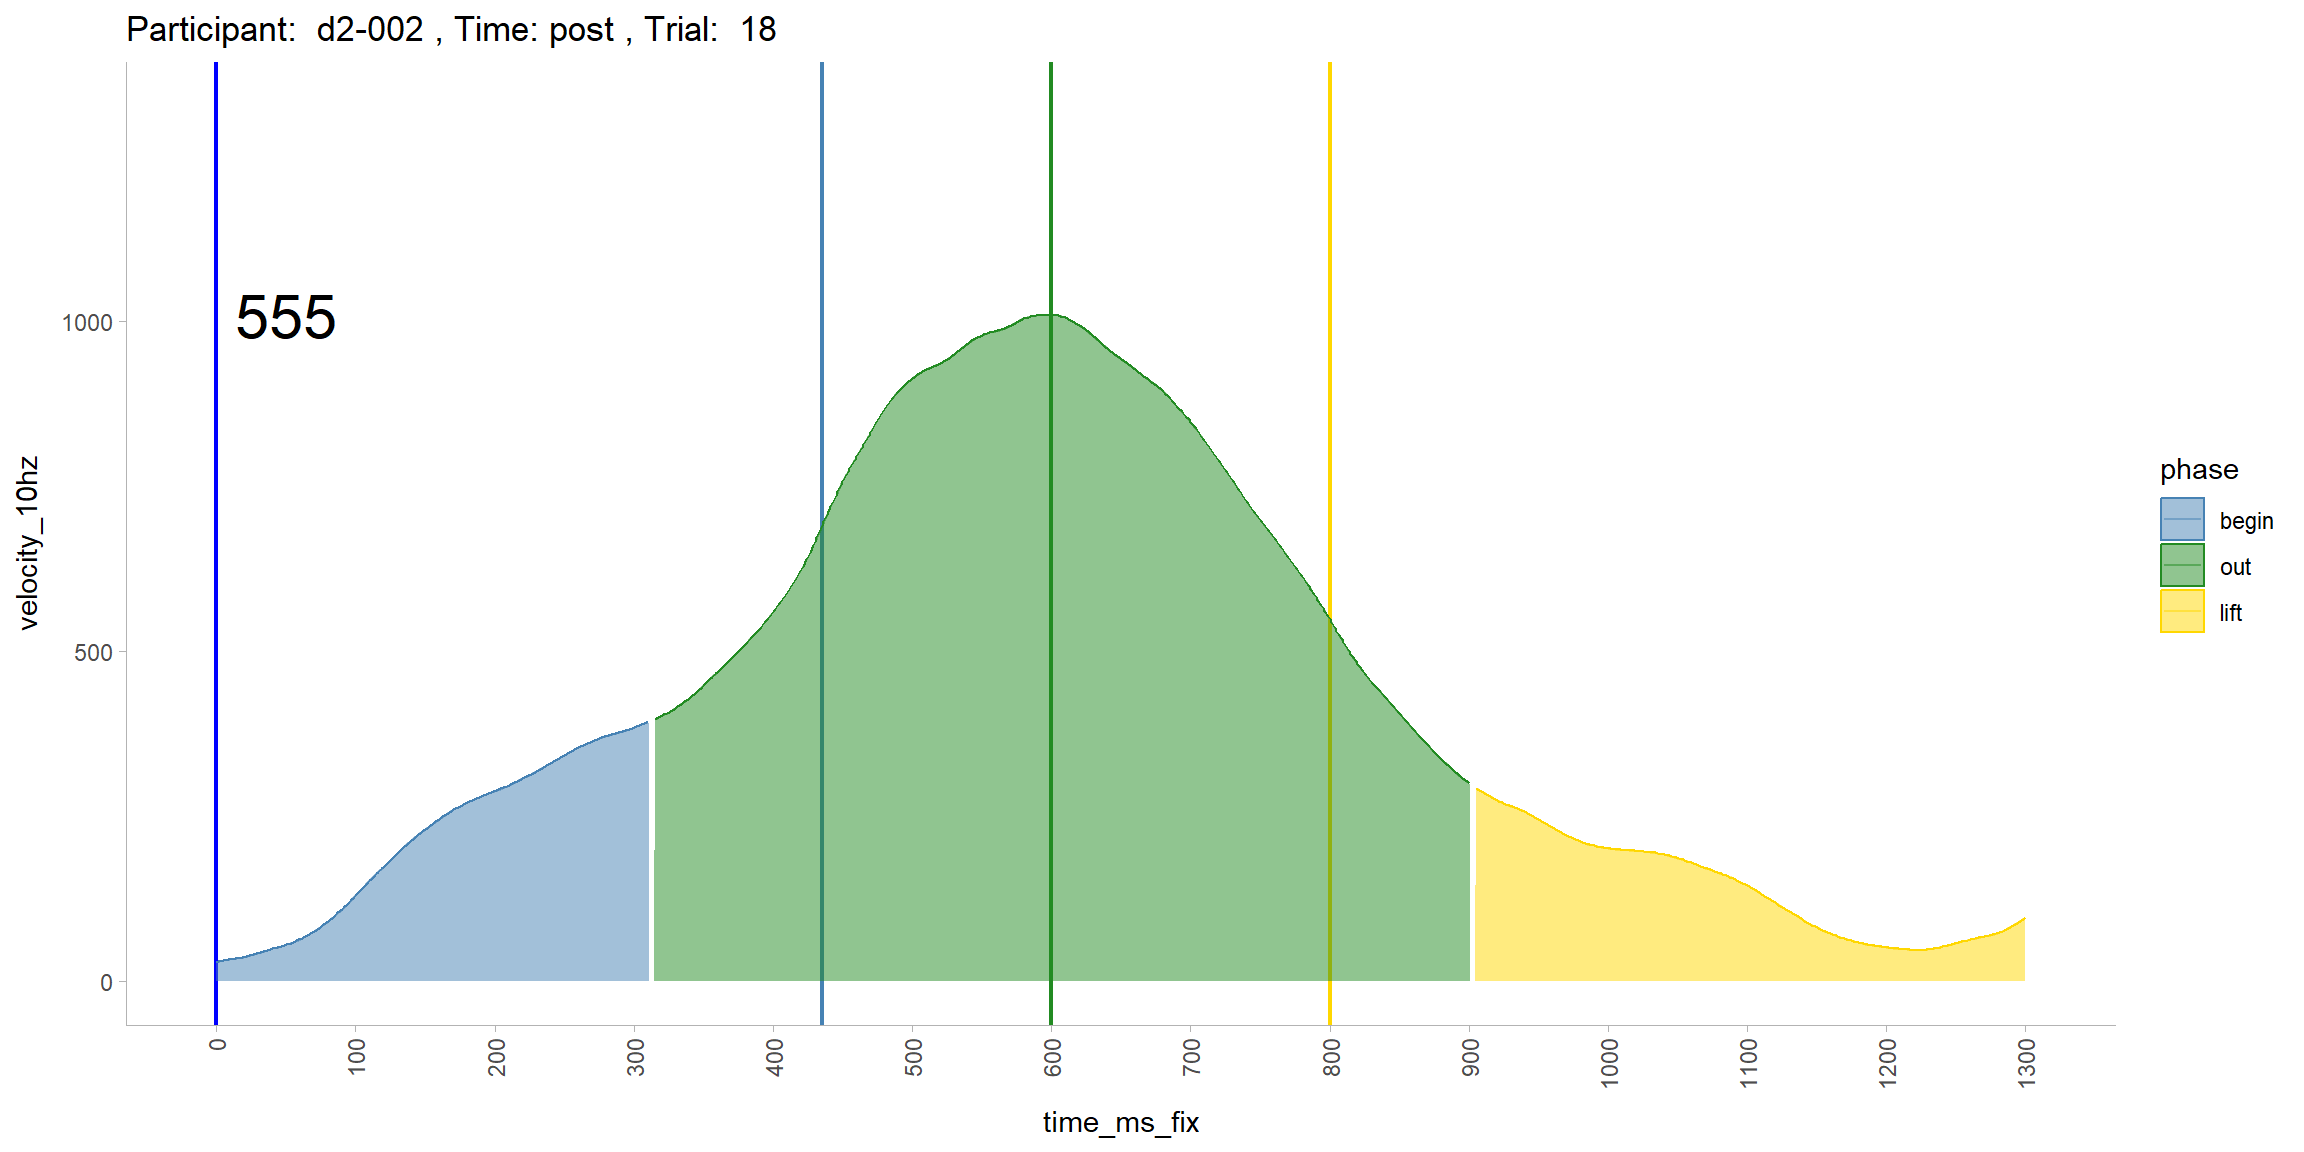 Participant:  d2-002 , Time: post , Trial:  18
555
1000
500
0
velocity_10hz
0 100 200 300 400 500 600 700 800 900 1000 1100 1200 1300
time_ms_fix
phase
begin
out
lift